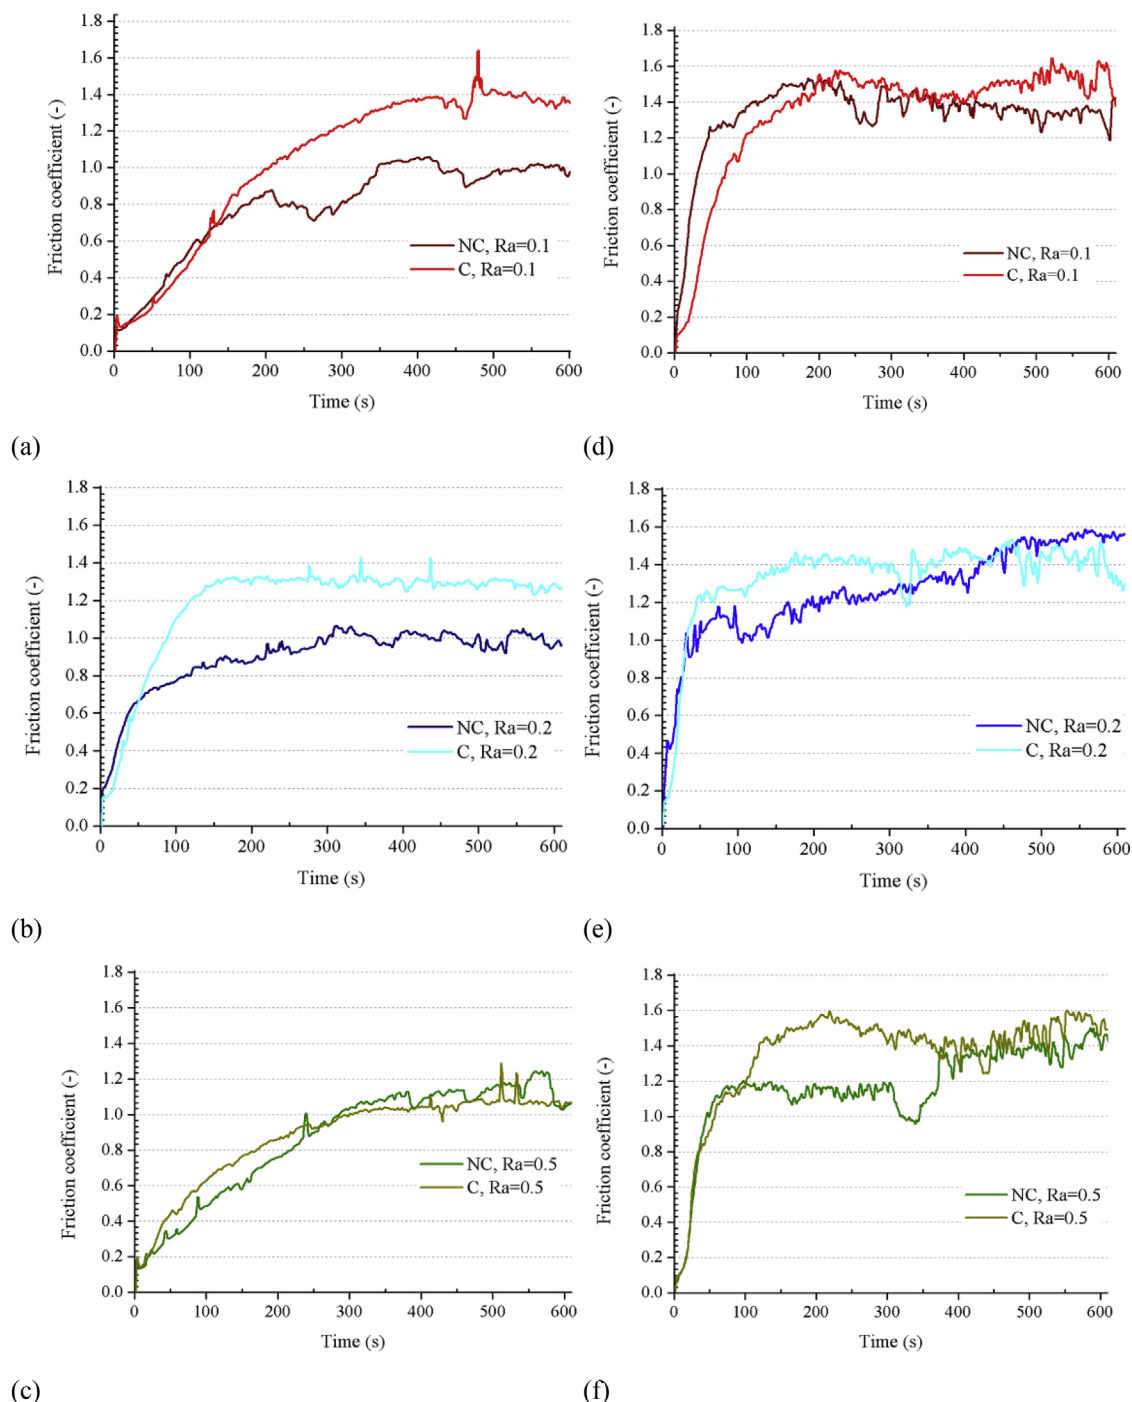 1.8
1.6
1.4
1.2
1.0
0.8
0.6
0.4
0.2
0.0
Friction coefficient (-)
NC, Ra=0.1
C, Ra=0.1
0 100 200 300 400 500 600
Time (s)
(a)
1.8
1.6
1.4
1.2
1.0
0.8
0.6
0.4
0.2
0.0
Friction coefficient (-)
NC, Ra=0.1
C, Ra=0.1
0 100 200 300 400 500 600
Time (s)
(d)
1.8
1.6
1.4
1.2
1.0
0.8
0.6
0.4
0.2
0.0
Friction coefficient (-)
NC, Ra=0.2
C, Ra=0.2
0 100 200 300 400 500 600
Time (s)
(b)
1.8
1.6
1.4
1.2
1.0
0.8
0.6
0.4
0.2
0.0
Friction coefficient (-)
NC, Ra=0.2
C, Ra=0.2
0 100 200 300 400 500 600
Time (s)
(e)
1.8
1.6
1.4
1.2
1.0
0.8
0.6
0.4
0.2
0.0
Friction coefficient (-)
NC, Ra=0.5
C, Ra=0.5
0 100 200 300 400 500 600
Time (s)
(c)
1.8
1.6
1.4
1.2
1.0
0.8
0.6
0.4
0.2
0.0
Friction coefficient (-)
NC, Ra=0.5
C, Ra=0.5
0 100 200 300 400 500 600
Time (s)
(f)